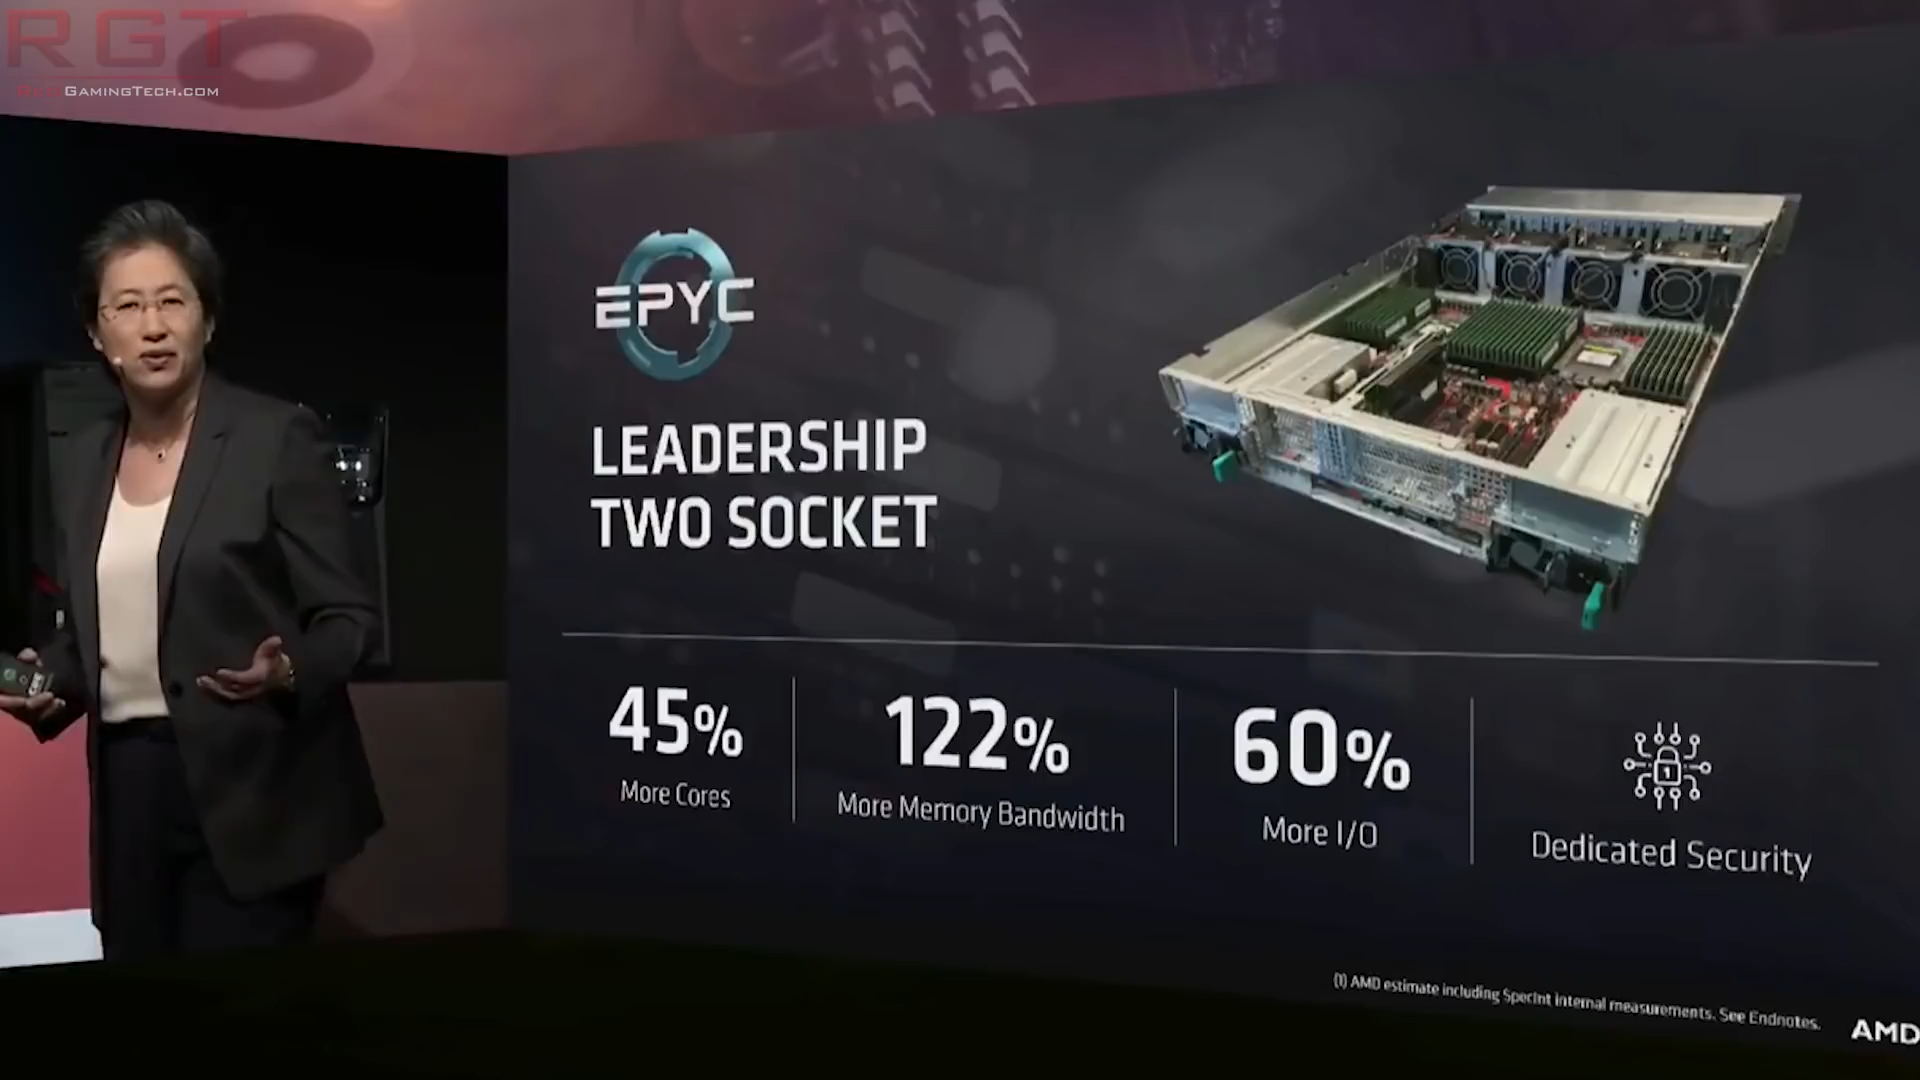 RGT
REDGAMINGTECH.COM
EPYC
LEADERSHIP
TWO SOCKET
45%
More Cores
122%
More Memory Bandwidth
60%
More I/O
Dedicated Security
(1) AMD estimate including SpecInt internal measurements. See Endnotes.
AMD